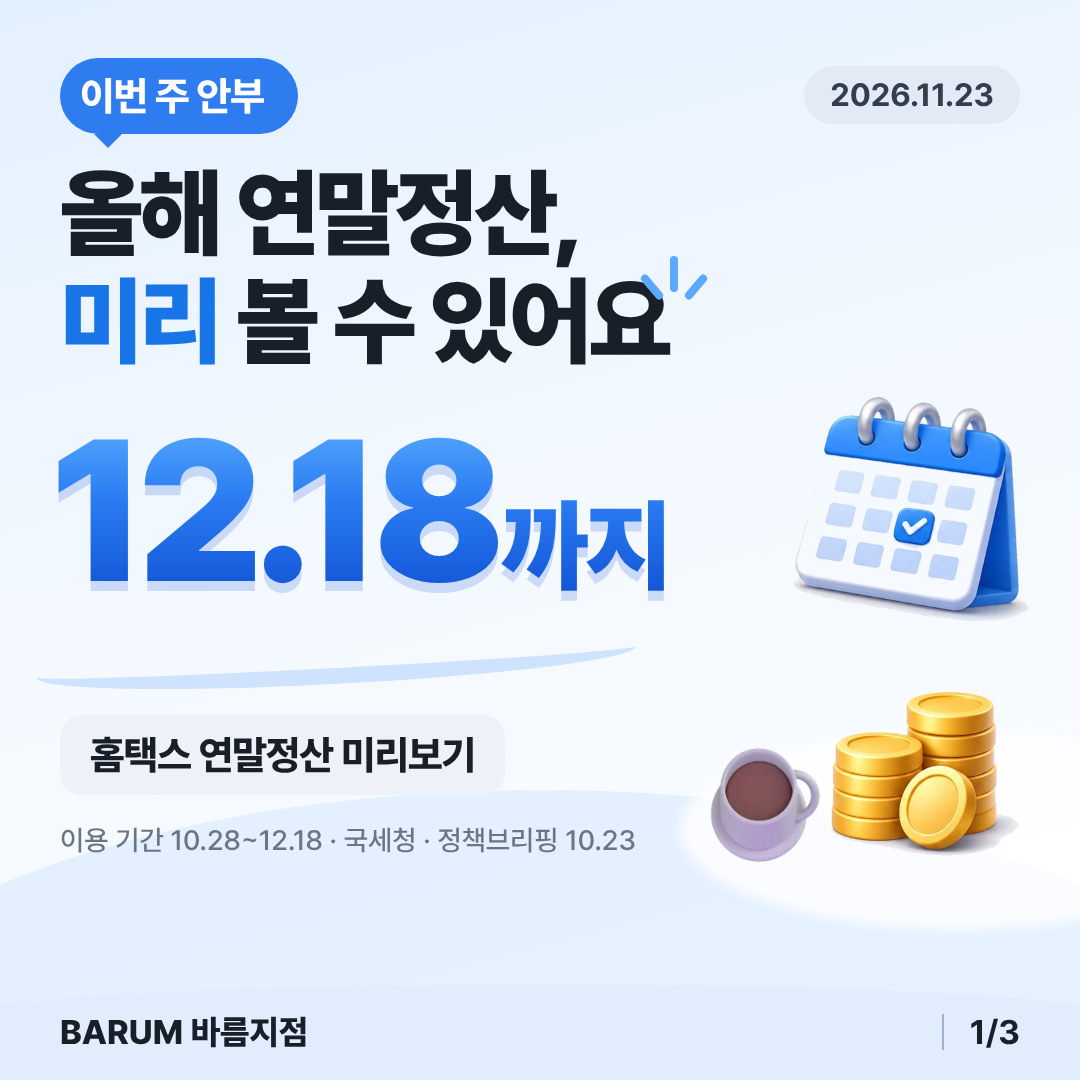 이번 주 안부
2026.11.23
올해 연말정산,
미리 볼 수 있어요
12.18까지
홈택스 연말정산 미리보기
이용 기간 10.28~12.18 · 국세청 · 정책브리핑 10.23
BARUM 바름지점
1/3